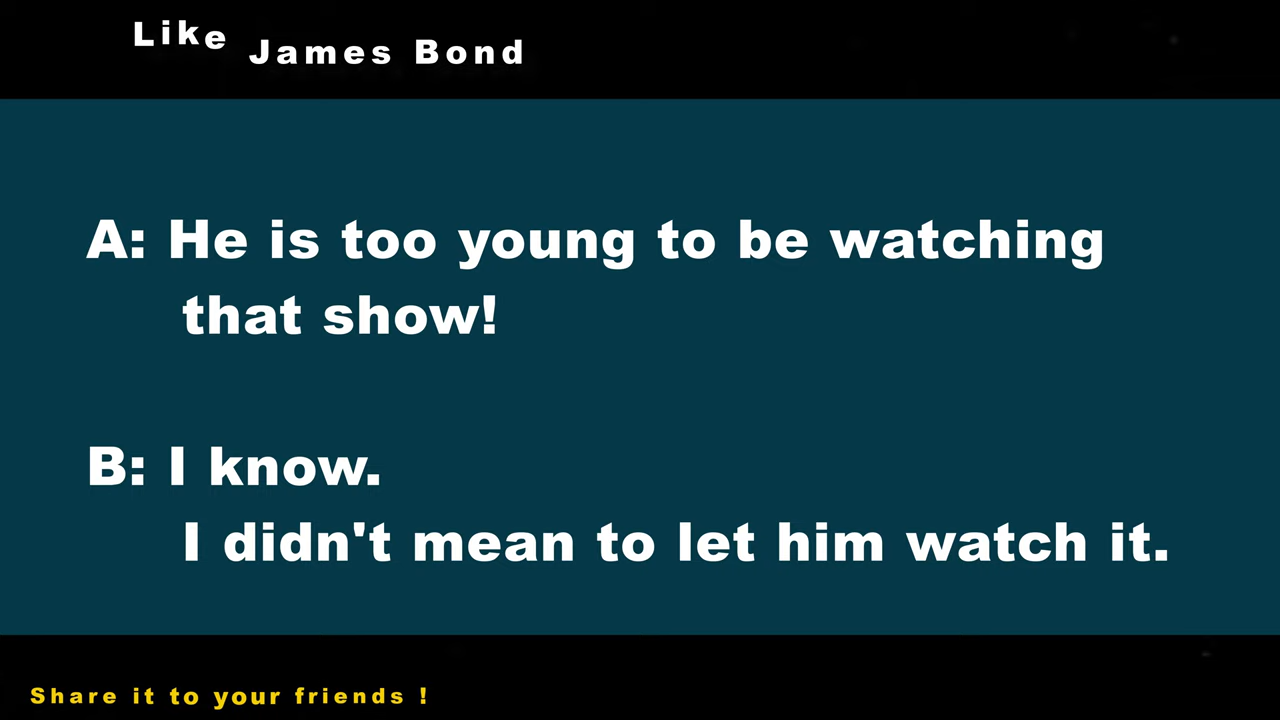 Like James Bond
A: He is too young to be watching
that show!
B: I know.
I didn't mean to let him watch it.
Share it to your friends !